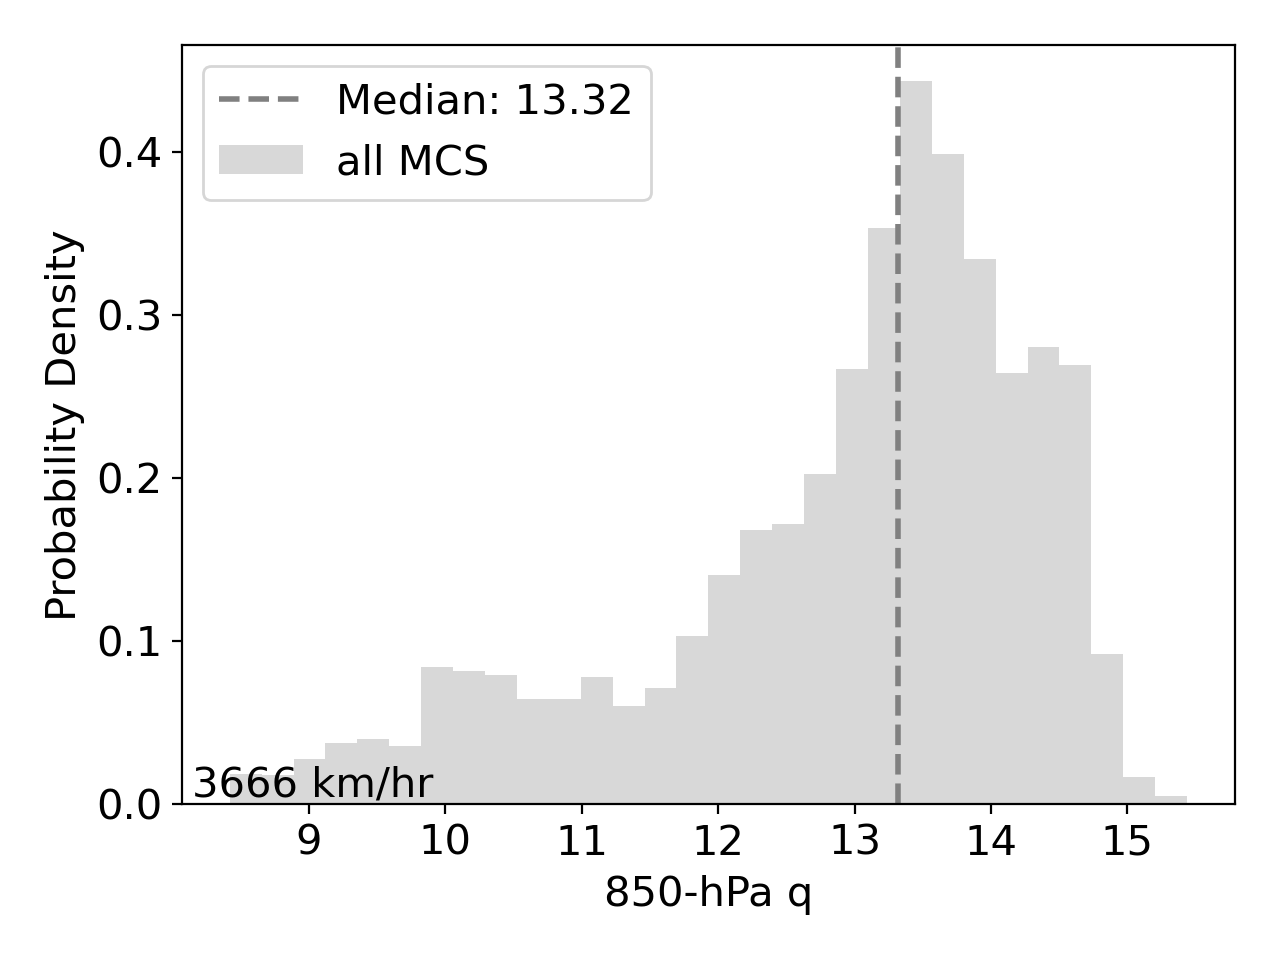 Median: 13.32
all MCS
0.4
0.3
0.2
0.1
0.0
Probability Density
3666 km/hr
9 10 11 12 13 14 15
850-hPa q